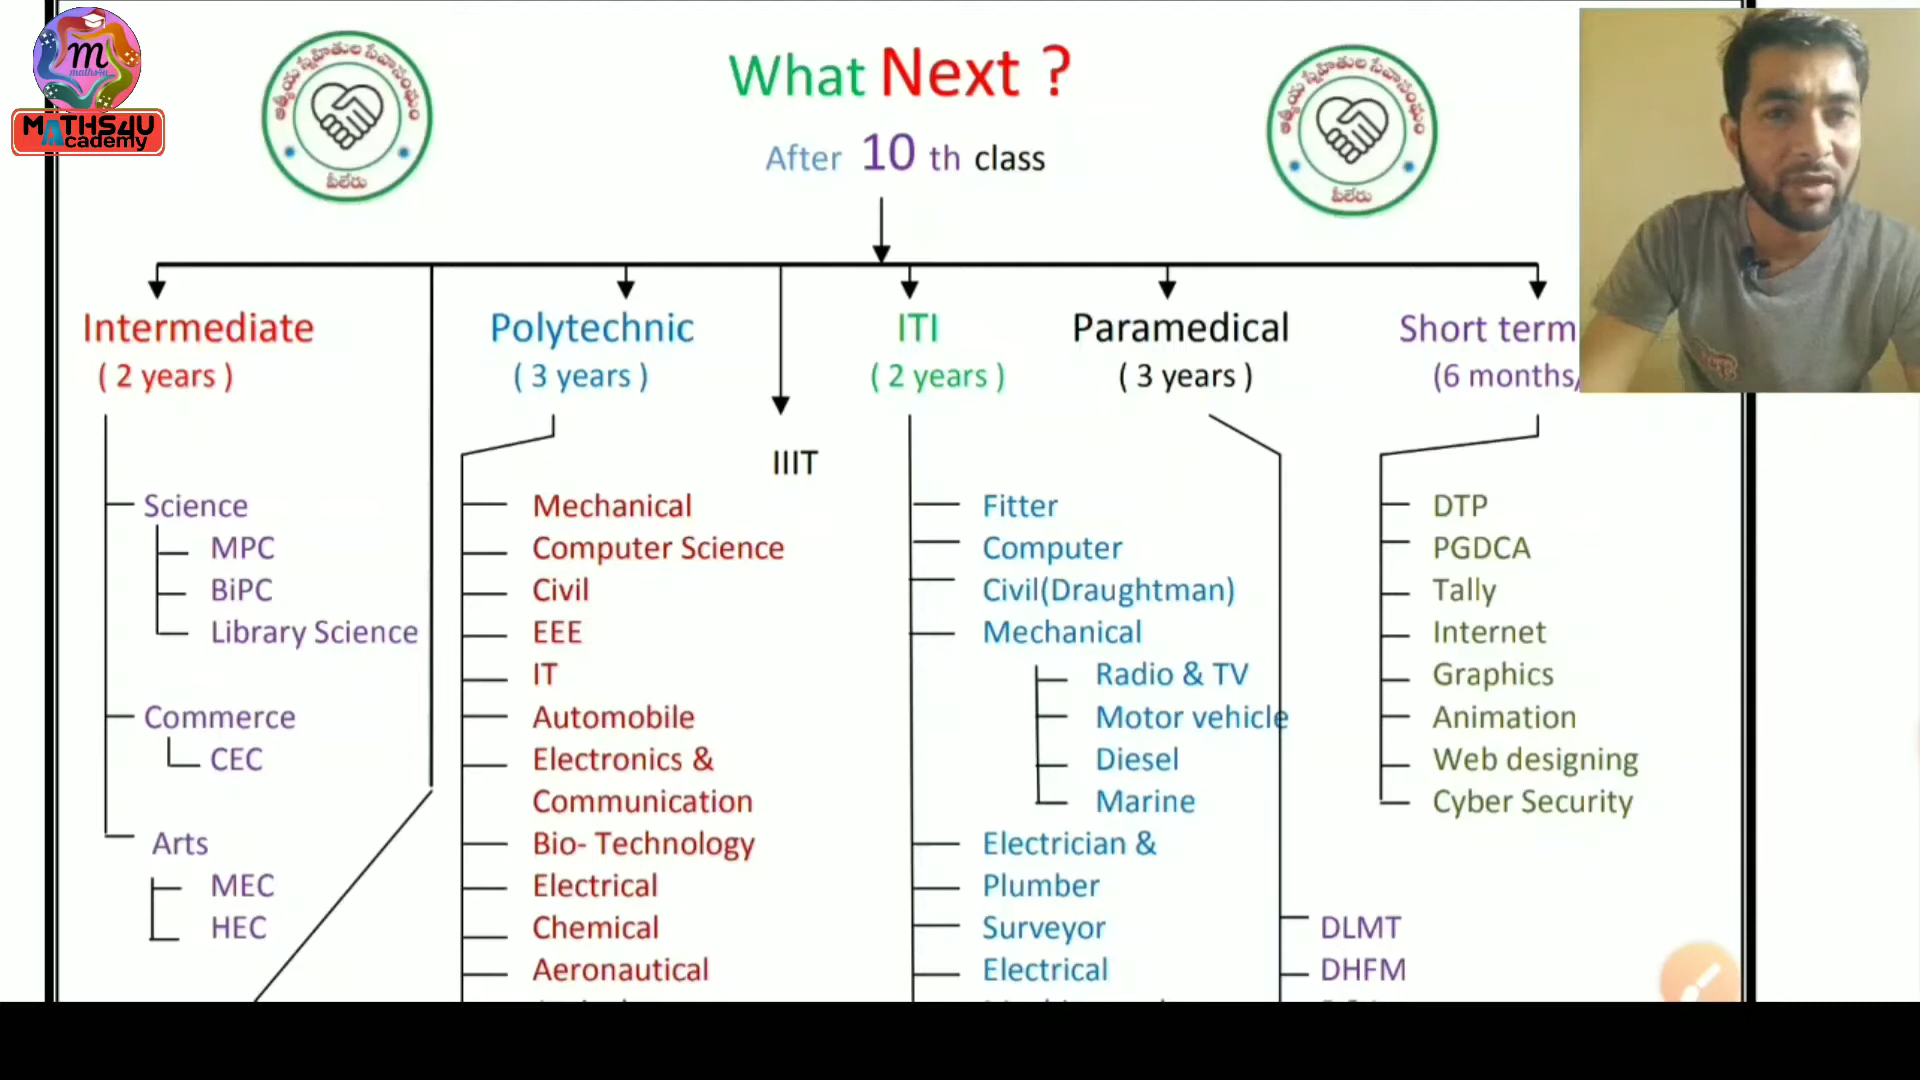 m
maths4u
MATHS4U
Academy
ఆత్మీయ స్నేహితుల సేవాసంఘం
పీలేరు
What Next ?
After 10 th class
ఆత్మీయ స్నేహితుల సేవాసంఘం
పీలేరు
Intermediate
( 2 years )
Science
MPC
BiPC
Library Science
Commerce
CEC
Arts
MEC
HEC
Polytechnic
( 3 years )
Mechanical
Computer Science
Civil
EEE
IT
Automobile
Electronics &
Communication
Bio- Technology
Electrical
Chemical
Aeronautical
IIIT
ITI
( 2 years )
Fitter
Computer
Civil(Draughtman)
Mechanical
Radio & TV
Motor vehicle
Diesel
Marine
Electrician &
Plumber
Surveyor
Electrical
Paramedical
( 3 years )
DLMT
DHFM
Short term
(6 months/
DTP
PGDCA
Tally
Internet
Graphics
Animation
Web designing
Cyber Security